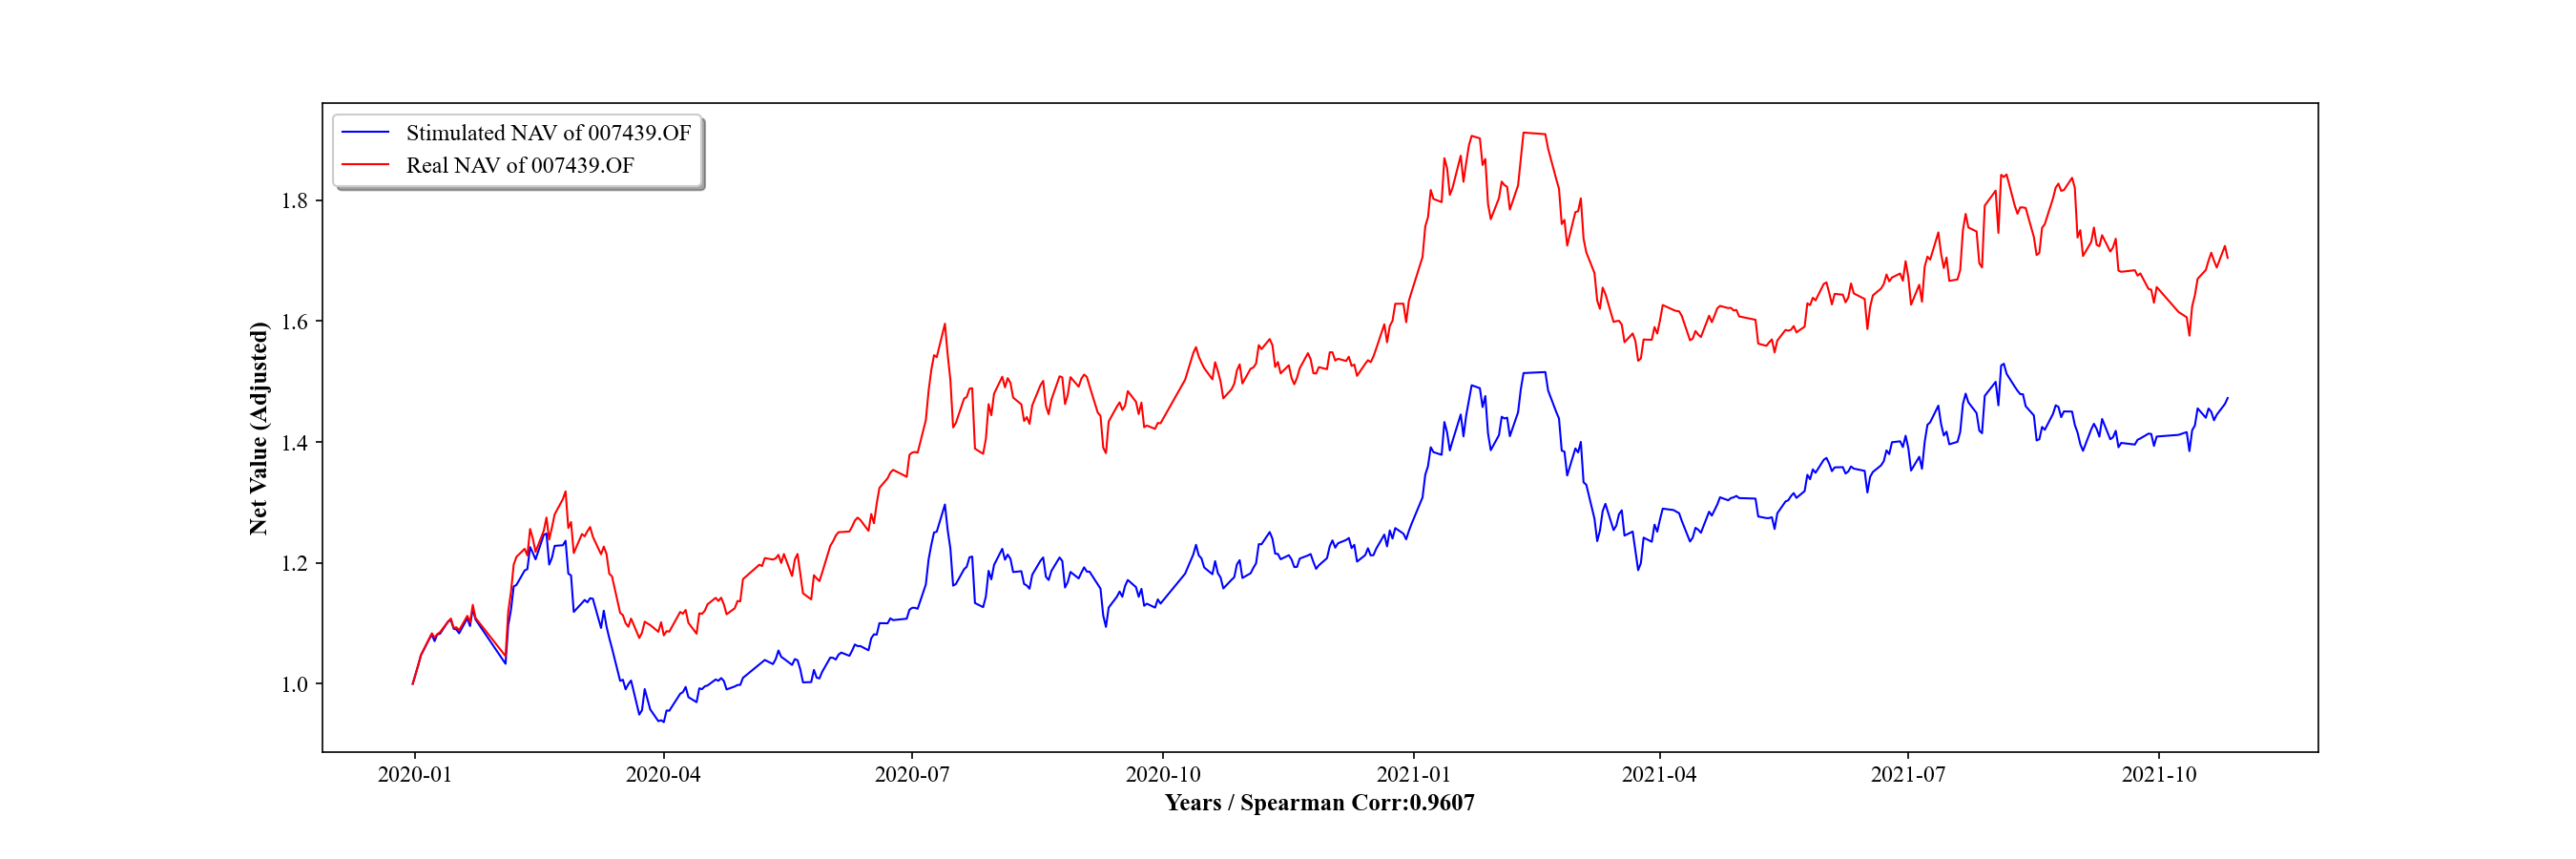 Stimulated NAV of 007439.OF
Real NAV of 007439.OF
Net Value (Adjusted)
1.8
1.6
1.4
1.2
1.0
2020-01 2020-04 2020-07 2020-10 2021-01 2021-04 2021-07 2021-10
Years / Spearman Corr:0.9607